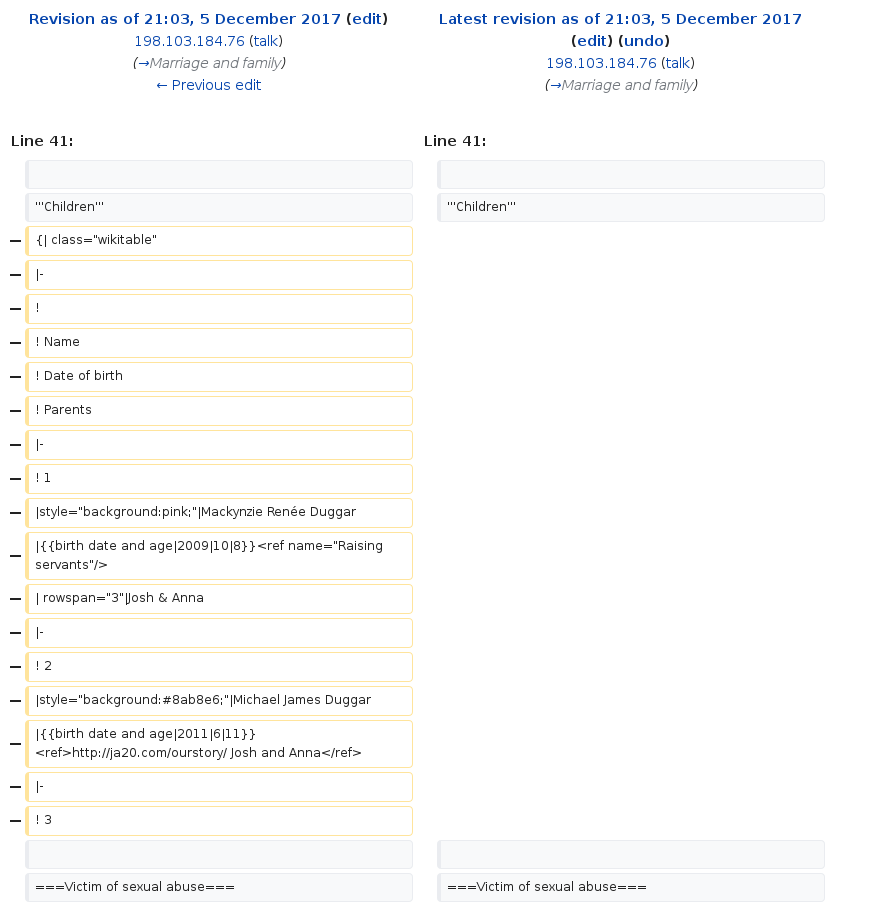 Revision as of 21:03, 5 December 2017 (edit)
198.103.184.76 (talk)
(→Marriage and family)
← Previous edit
Latest revision as of 21:03, 5 December 2017
(edit) (undo)
198.103.184.76 (talk)
(→Marriage and family)
Line 41:
Line 41:
'''Children'''
'''Children'''
− {| class="wikitable"
− |-
− !
− ! Name
− ! Date of birth
− ! Parents
− |-
− ! 1
− |style="background:pink;"|Mackynzie Renée Duggar
− |{{birth date and age|2009|10|8}}<ref name="Raising
servants"/>
− | rowspan="3"|Josh & Anna
− |-
− ! 2
− |style="background:#8ab8e6;"|Michael James Duggar
− |{{birth date and age|2011|6|11}}
<ref>http://ja20.com/ourstory/ Josh and Anna</ref>
− |-
− ! 3
===Victim of sexual abuse===
===Victim of sexual abuse===